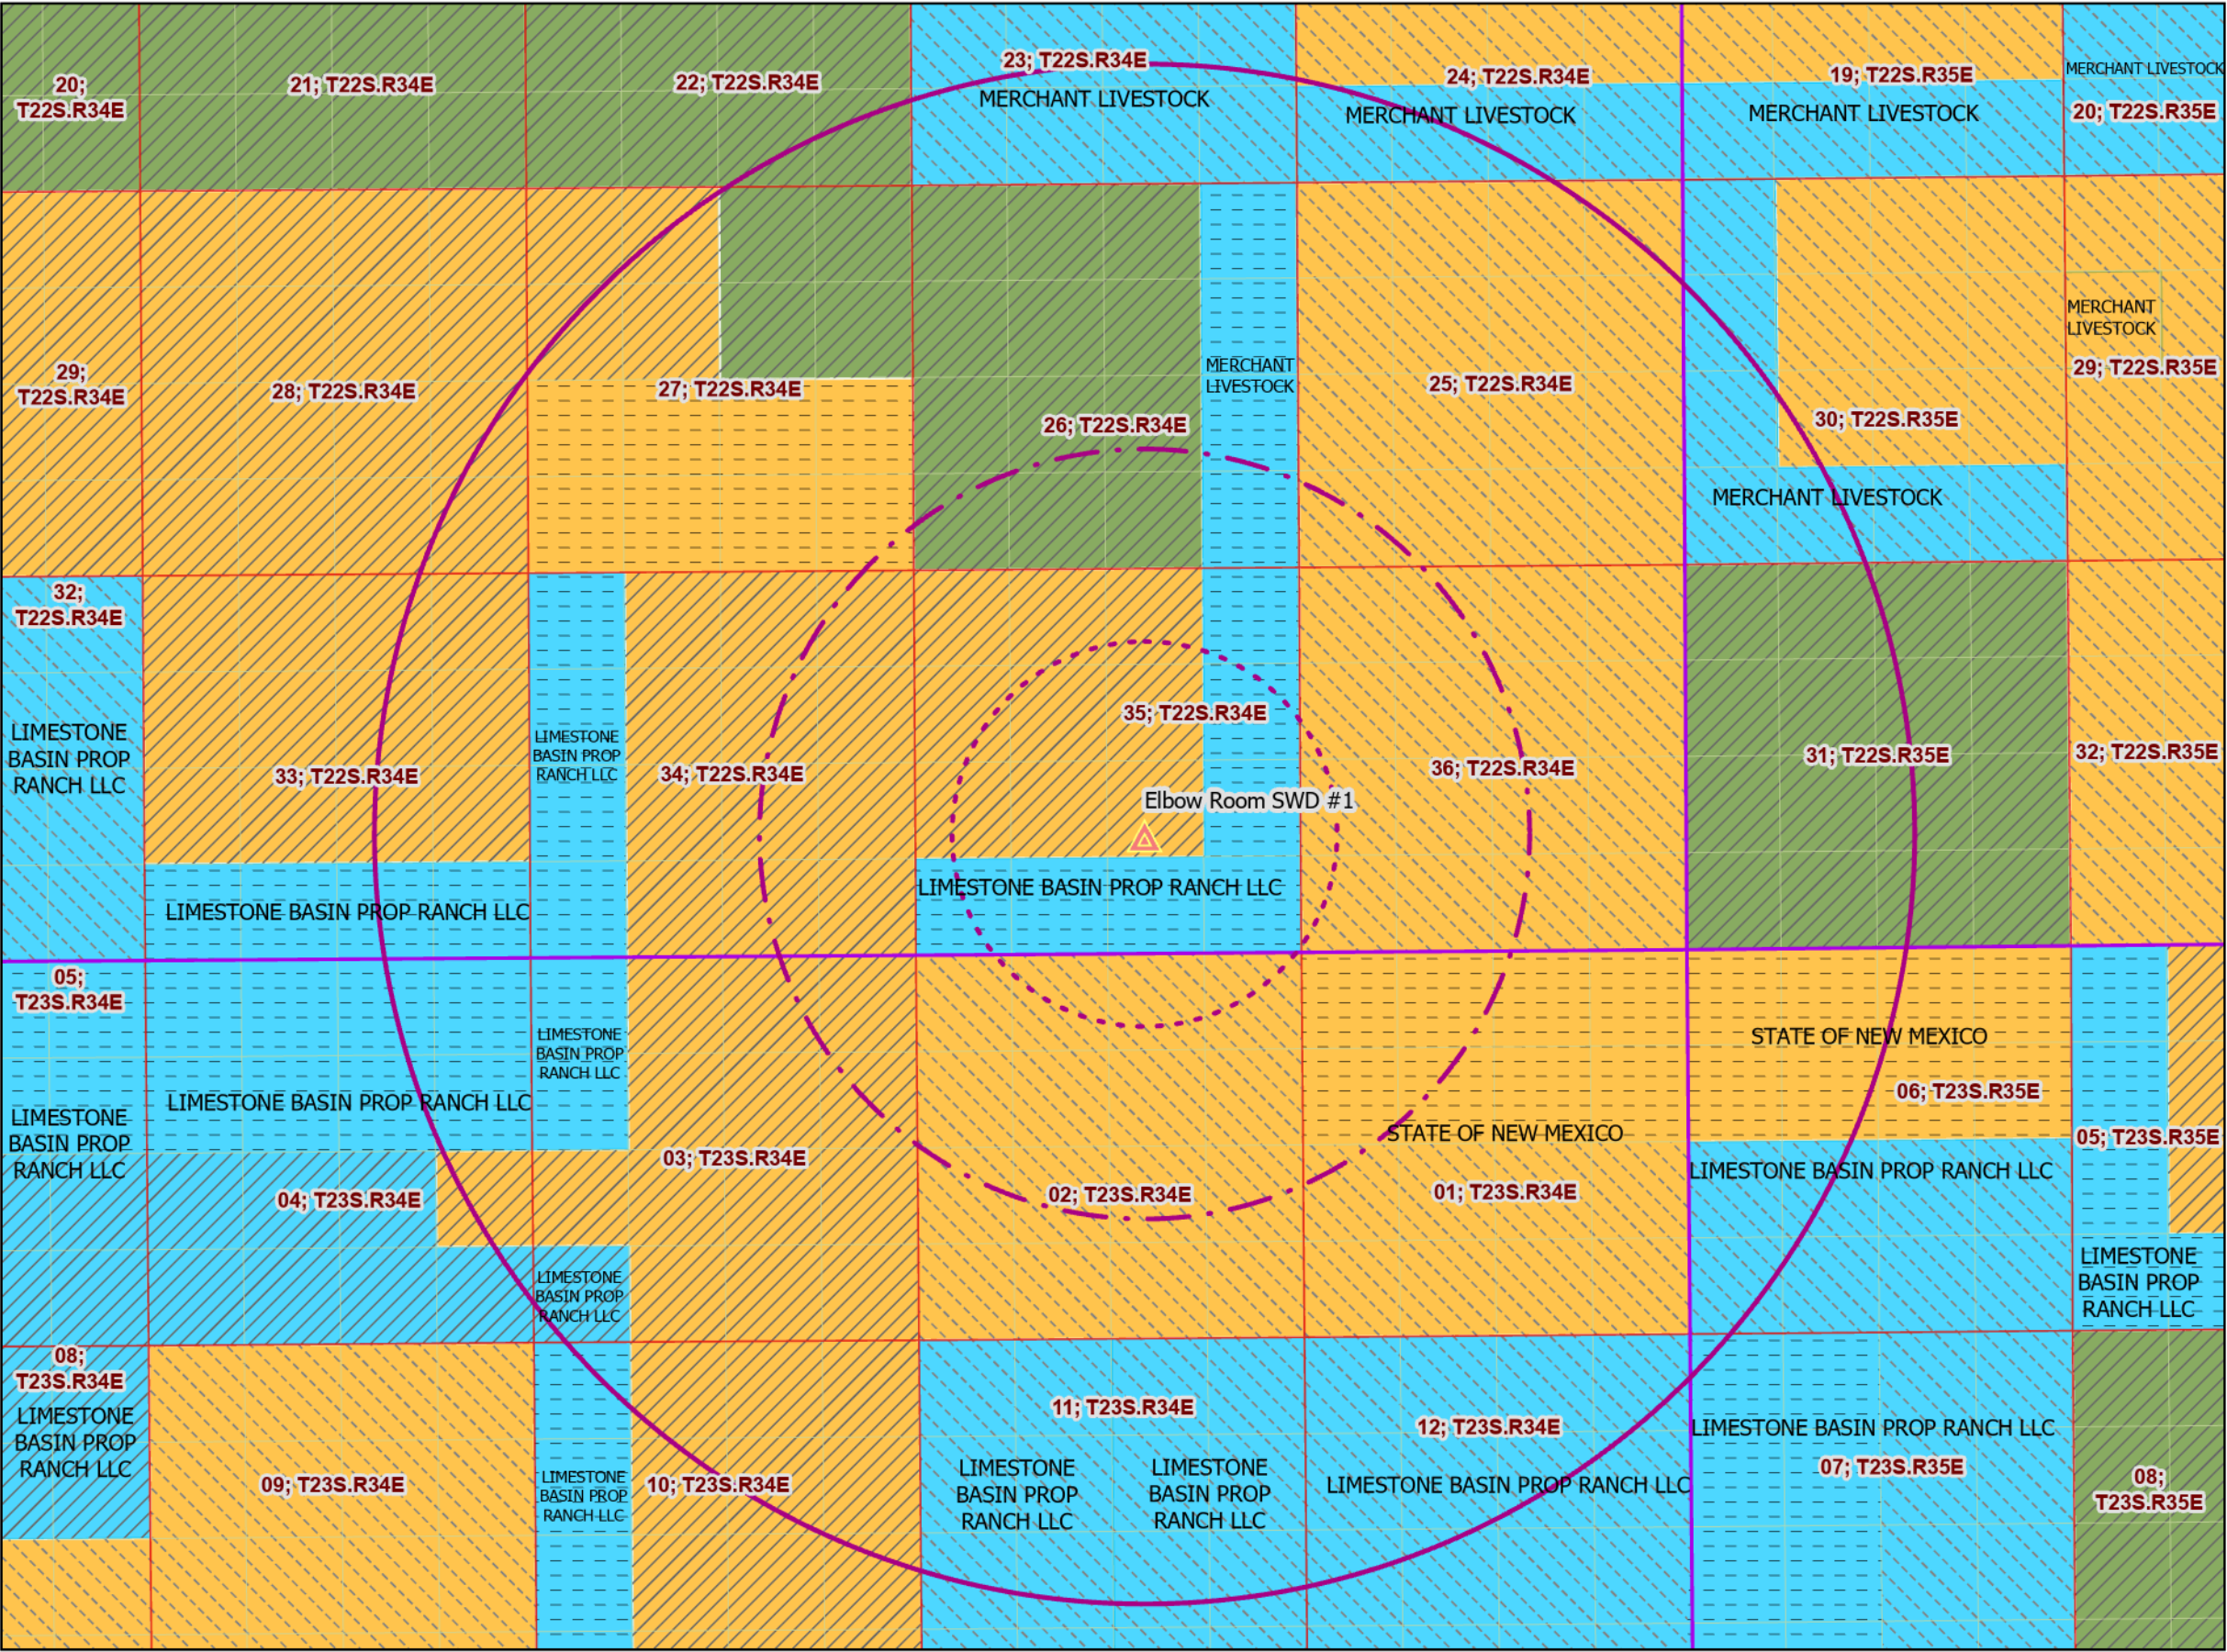 20;
T22S.R34E
21; T22S.R34E
22; T22S.R34E
23; T22S.R34E
MERCHANT LIVESTOCK
24; T22S.R34E
MERCHANT LIVESTOCK
19; T22S.R35E
MERCHANT LIVESTOCK
MERCHANT LIVESTOCK
20; T22S.R35E
29;
T22S.R34E
28; T22S.R34E
27; T22S.R34E
26; T22S.R34E
MERCHANT
LIVESTOCK
25; T22S.R34E
30; T22S.R35E
MERCHANT LIVESTOCK
MERCHANT
LIVESTOCK
29; T22S.R35E
32;
T22S.R34E
LIMESTONE
BASIN PROP
RANCH LLC
33; T22S.R34E
LIMESTONE BASIN PROP RANCH LLC
LIMESTONE
BASIN PROP
RANCH LLC
34; T22S.R34E
35; T22S.R34E
Elbow Room SWD #1
LIMESTONE BASIN PROP RANCH LLC
36; T22S.R34E
31; T22S.R35E
32; T22S.R35E
05;
T23S.R34E
LIMESTONE
BASIN PROP
RANCH LLC
LIMESTONE BASIN PROP RANCH LLC
04; T23S.R34E
LIMESTONE
BASIN PROP
RANCH LLC
03; T23S.R34E
LIMESTONE
BASIN PROP
RANCH LLC
02; T23S.R34E
STATE OF NEW MEXICO
01; T23S.R34E
STATE OF NEW MEXICO
06; T23S.R35E
LIMESTONE BASIN PROP RANCH LLC
05; T23S.R35E
LIMESTONE
BASIN PROP
RANCH LLC
08;
T23S.R34E
LIMESTONE
BASIN PROP
RANCH LLC
09; T23S.R34E
LIMESTONE
BASIN PROP
RANCH LLC
10; T23S.R34E
11; T23S.R34E
LIMESTONE
BASIN PROP
RANCH LLC
LIMESTONE
BASIN PROP
RANCH LLC
12; T23S.R34E
LIMESTONE BASIN PROP RANCH LLC
LIMESTONE BASIN PROP RANCH LLC
07; T23S.R35E
08;
T23S.R35E